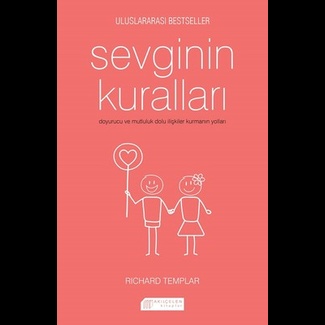 ULUSLARARASI BESTSELLER
sevginin
kuralları
doyurucu ve mutluluk dolu ilişkiler kurmanın yolları
RICHARD TEMPLAR